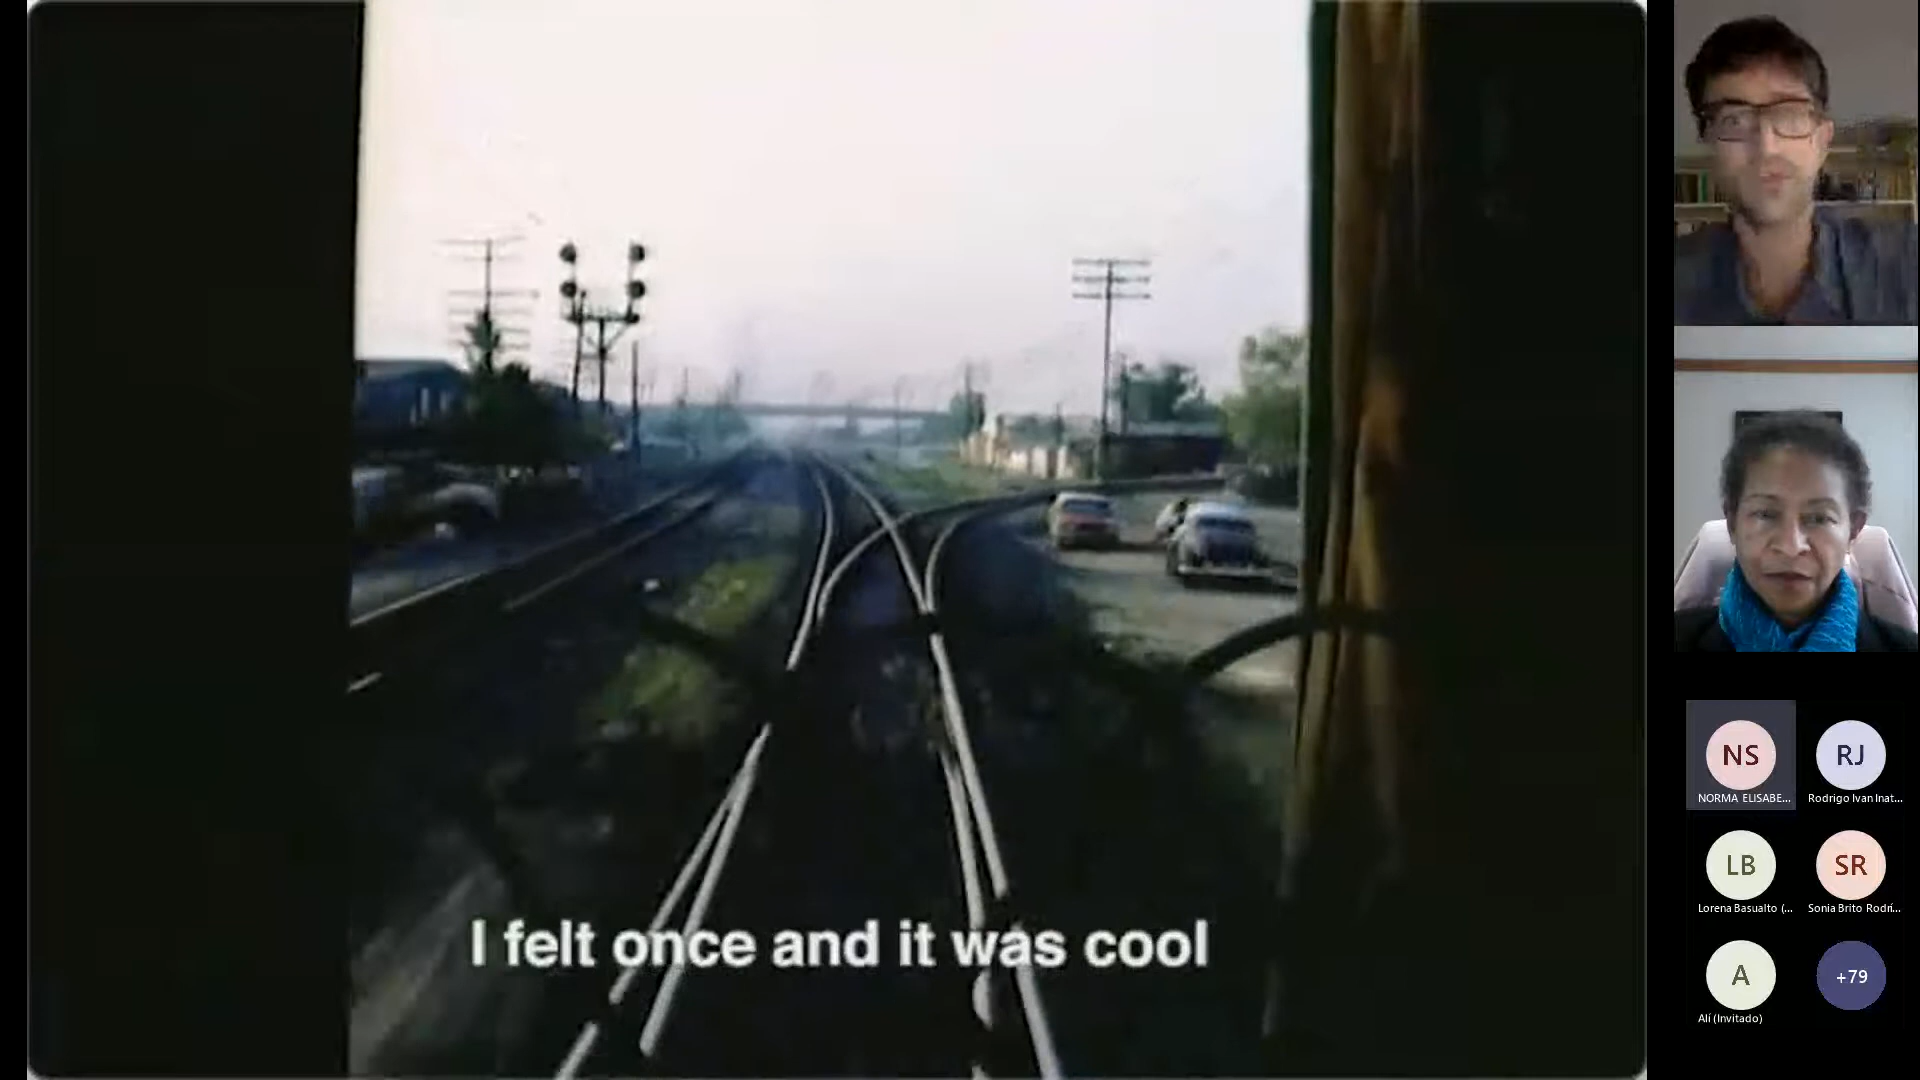 I felt once and it was cool
NS
RJ
NORMA ELISABE...
Rodrigo Ivan Inat...
LB
SR
Lorena Basualto (...
Sonia Brito Rodrí...
A
+79
Alí (Invitado)